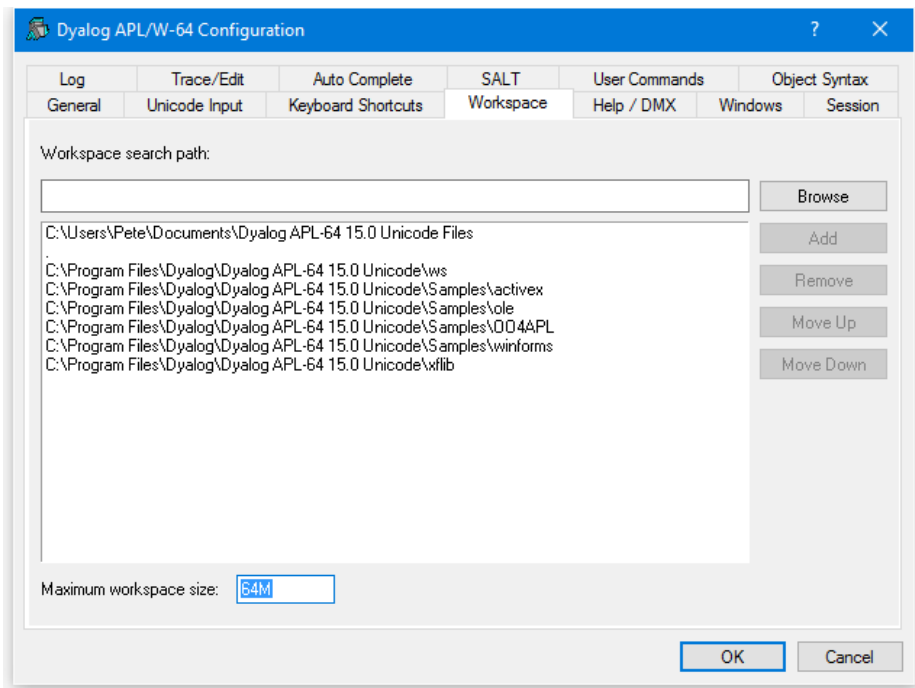 Dyalog APL/W-64 Configuration ? ×
Log Trace/Edit Auto Complete SALT User Commands Object Syntax
General Unicode Input Keyboard Shortcuts Workspace Help / DMX Windows Session
Workspace search path:
Browse
C:\Users\Pete\Documents\Dyalog APL-64 15.0 Unicode Files
.
C:\Program Files\Dyalog\Dyalog APL-64 15.0 Unicode\ws
C:\Program Files\Dyalog\Dyalog APL-64 15.0 Unicode\Samples\activex
C:\Program Files\Dyalog\Dyalog APL-64 15.0 Unicode\Samples\ole
C:\Program Files\Dyalog\Dyalog APL-64 15.0 Unicode\Samples\OO4APL
C:\Program Files\Dyalog\Dyalog APL-64 15.0 Unicode\Samples\winforms
C:\Program Files\Dyalog\Dyalog APL-64 15.0 Unicode\xflib
Add
Remove
Move Up
Move Down
Maximum workspace size: 64M
OK Cancel